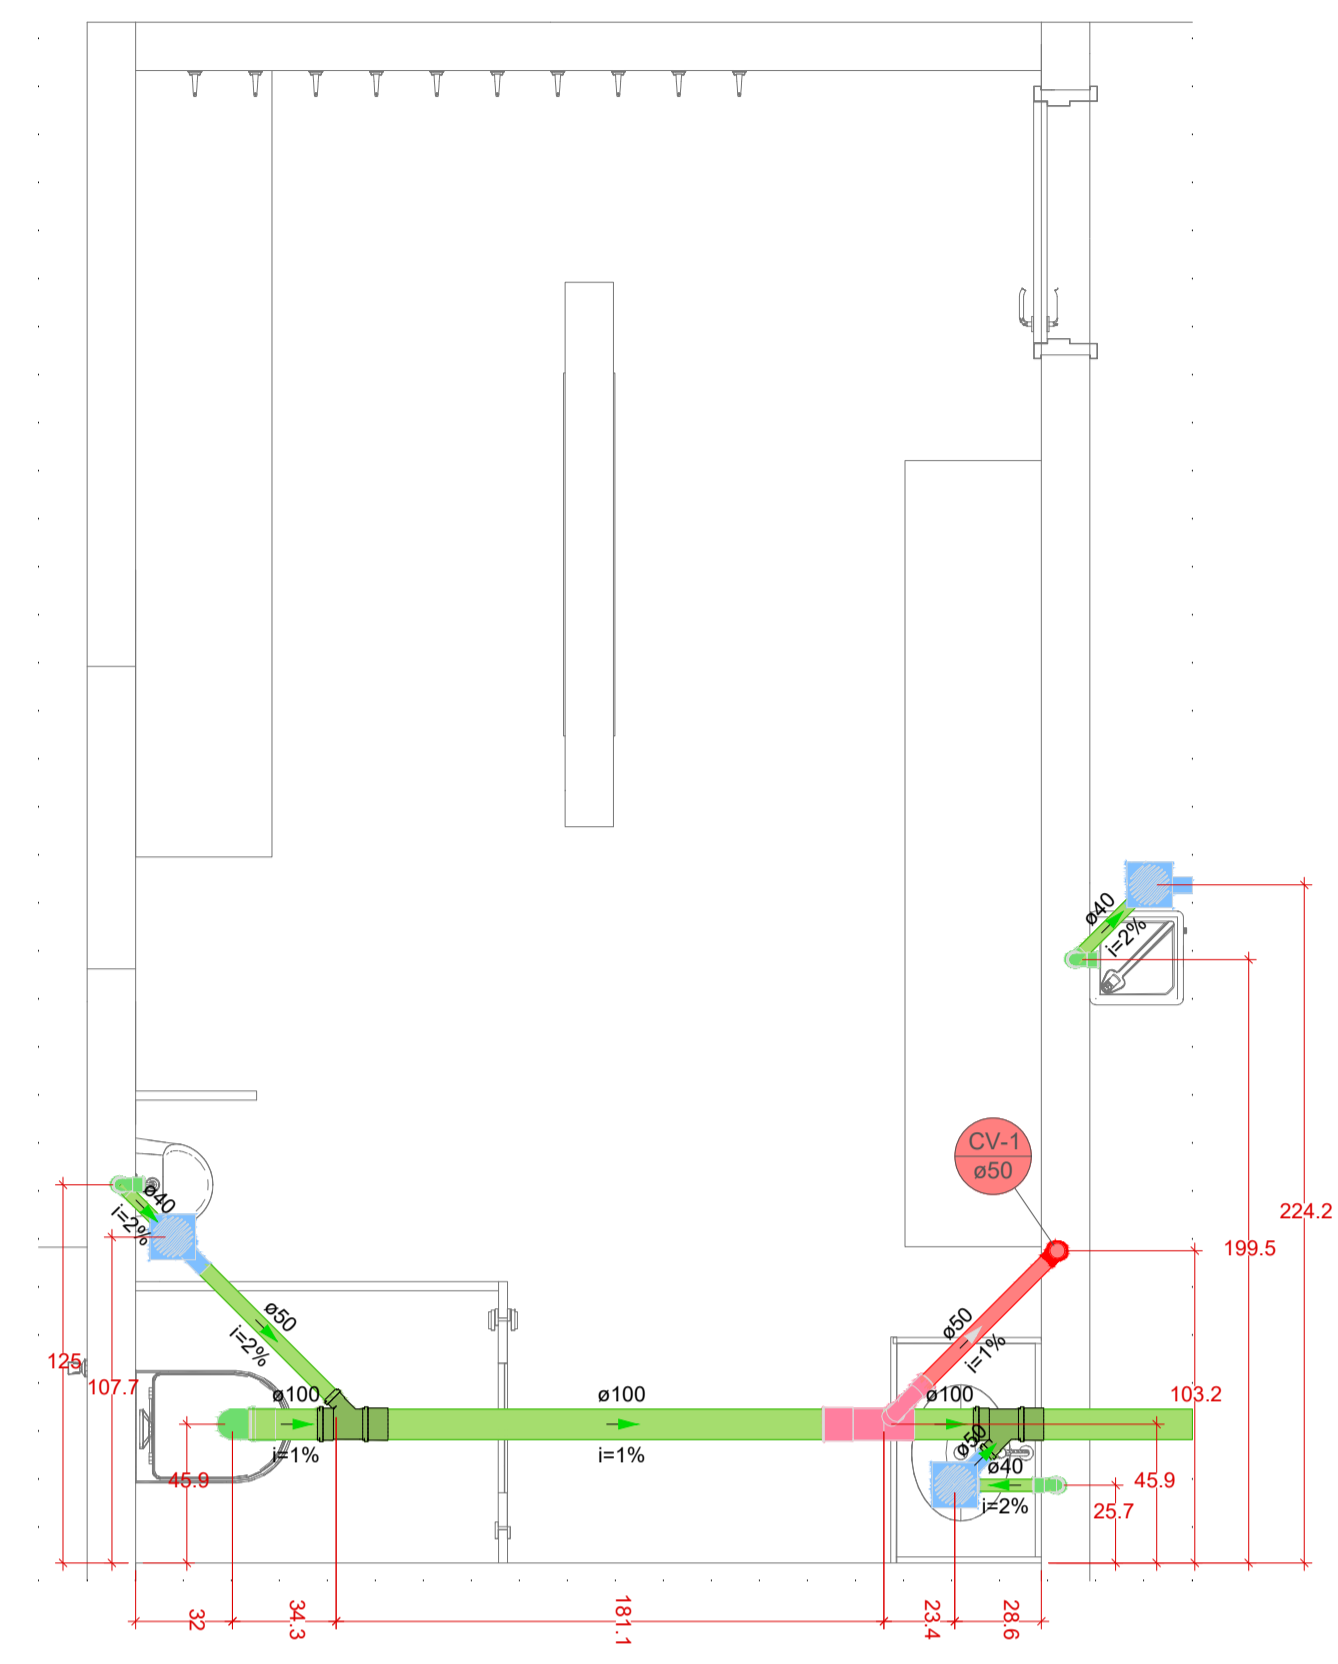 ø40
i=2%
CV-1
ø50
224.2
199.5
ø40
i=2%
ø50
i=2%
ø50
i=1%
125
107.7
103.2
ø100
i=1%
ø100
i=1%
ø100
ø50
ø40
i=2%
45.9
45.9
25.7
32
34.3
181.1
23.4
28.6